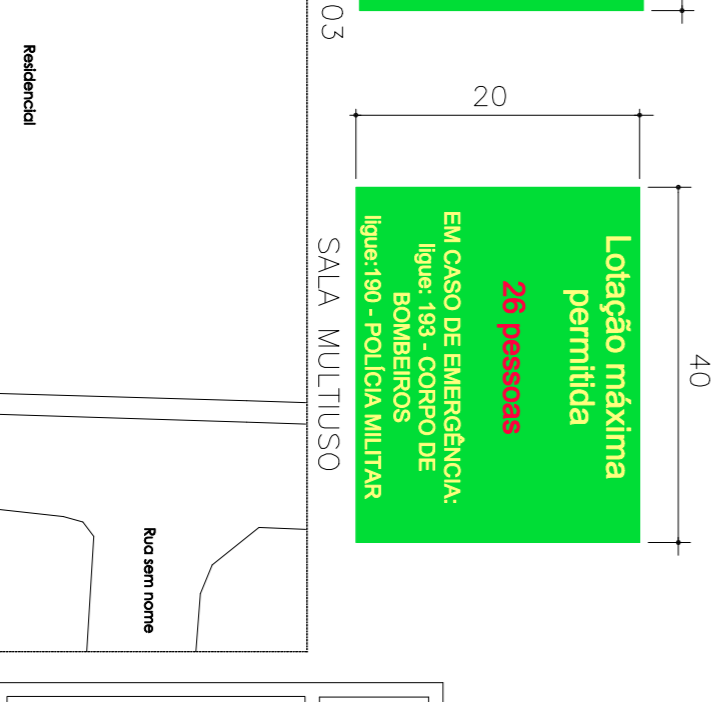 03
20
40
Lotação máxima
permitida
26 pessoas
EM CASO DE EMERGÊNCIA:
ligue: 193 - CORPO DE
BOMBEIROS
ligue:190 - POLÍCIA MILITAR
SALA MULTIUSO
Residencial
Rua sem nome